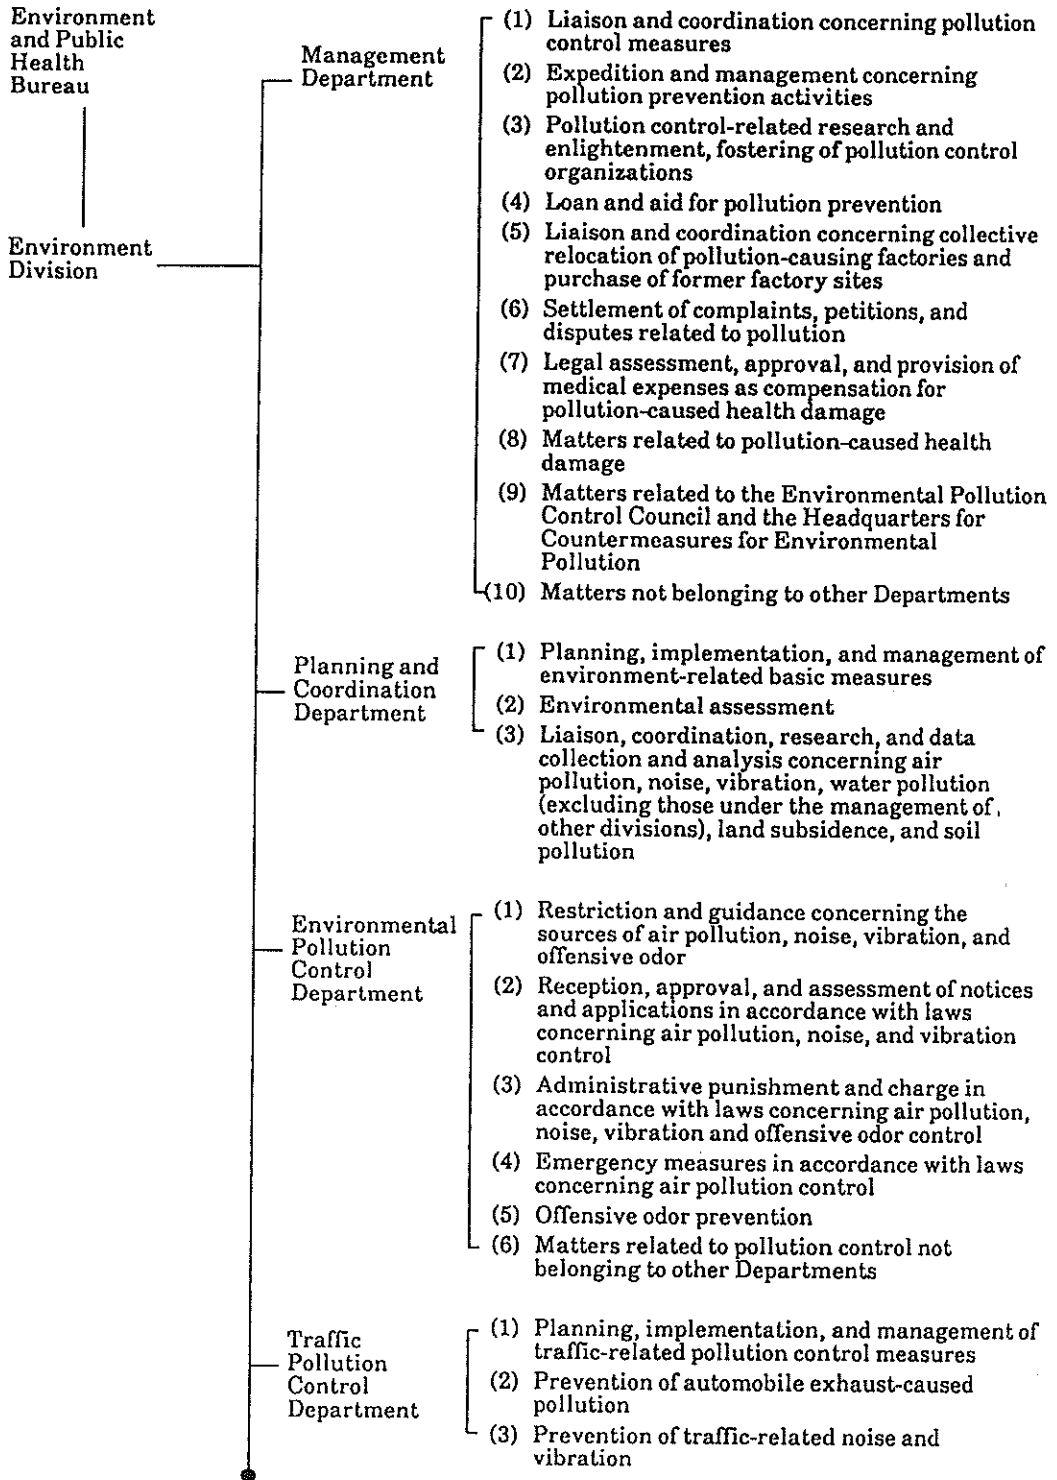 Environment
and Public
Health
Bureau
Environment
Division
Management
Department
(1) Liaison and coordination concerning pollution
control measures
(2) Expedition and management concerning
pollution prevention activities
(3) Pollution control-related research and
enlightenment, fostering of pollution control
organizations
(4) Loan and aid for pollution prevention
(5) Liaison and coordination concerning collective
relocation of pollution-causing factories and
purchase of former factory sites
(6) Settlement of complaints, petitions, and
disputes related to pollution
(7) Legal assessment, approval, and provision of
medical expenses as compensation for
pollution-caused health damage
(8) Matters related to pollution-caused health
damage
(9) Matters related to the Environmental Pollution
Control Council and the Headquarters for
Countermeasures for Environmental
Pollution
(10) Matters not belonging to other Departments
Planning and
Coordination
Department
(1) Planning, implementation, and management of
environment-related basic measures
(2) Environmental assessment
(3) Liaison, coordination, research, and data
collection and analysis concerning air
pollution, noise, vibration, water pollution
(excluding those under the management of
other divisions), land subsidence, and soil
pollution
Environmental
Pollution
Control
Department
(1) Restriction and guidance concerning the
sources of air pollution, noise, vibration, and
offensive odor
(2) Reception, approval, and assessment of notices
and applications in accordance with laws
concerning air pollution, noise, and vibration
control
(3) Administrative punishment and charge in
accordance with laws concerning air pollution,
noise, vibration and offensive odor control
(4) Emergency measures in accordance with laws
concerning air pollution control
(5) Offensive odor prevention
(6) Matters related to pollution control not
belonging to other Departments
Traffic
Pollution
Control
Department
(1) Planning, implementation, and management of
traffic-related pollution control measures
(2) Prevention of automobile exhaust-caused
pollution
(3) Prevention of traffic-related noise and
vibration